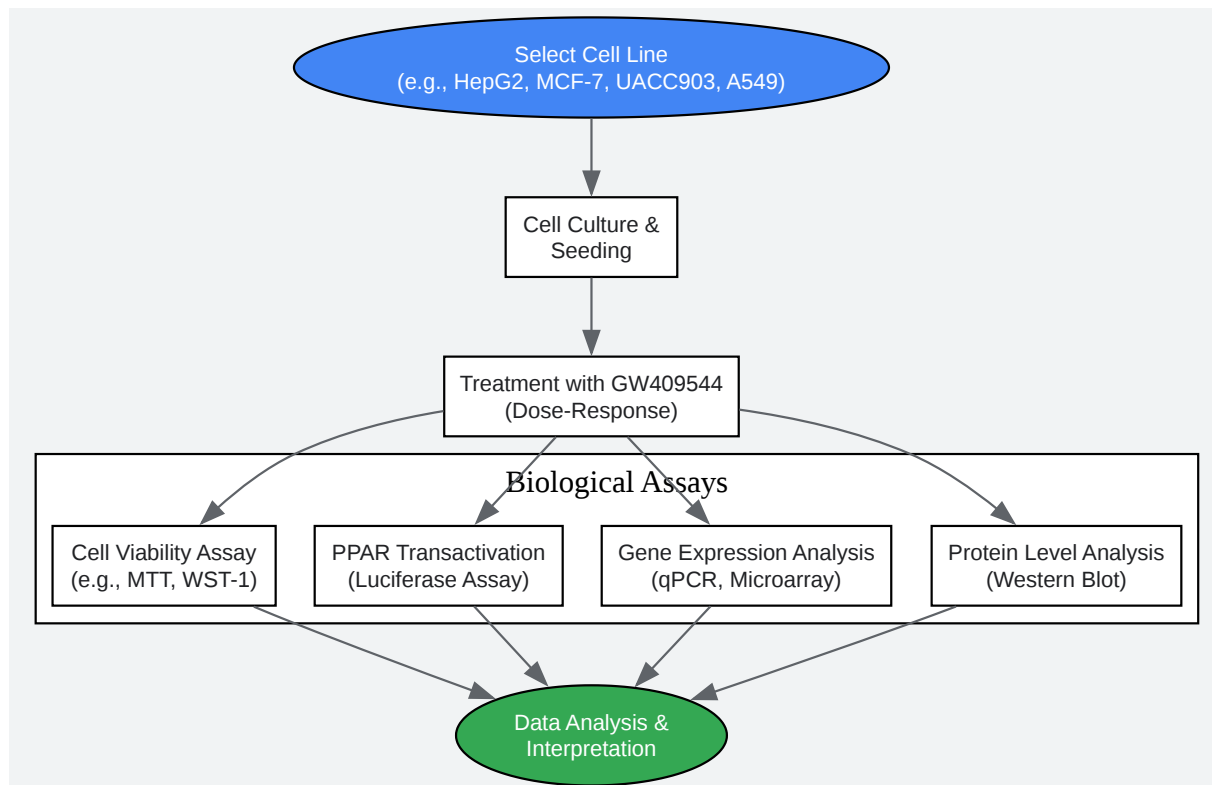 Select Cell Line
(e.g., HepG2, MCF-7, UACC903, A549)
Cell Culture &
Seeding
Treatment with GW409544
(Dose-Response)
Biological Assays
Cell Viability Assay
(e.g., MTT, WST-1)
PPAR Transactivation
(Luciferase Assay)
Gene Expression Analysis
(qPCR, Microarray)
Protein Level Analysis
(Western Blot)
Data Analysis &
Interpretation